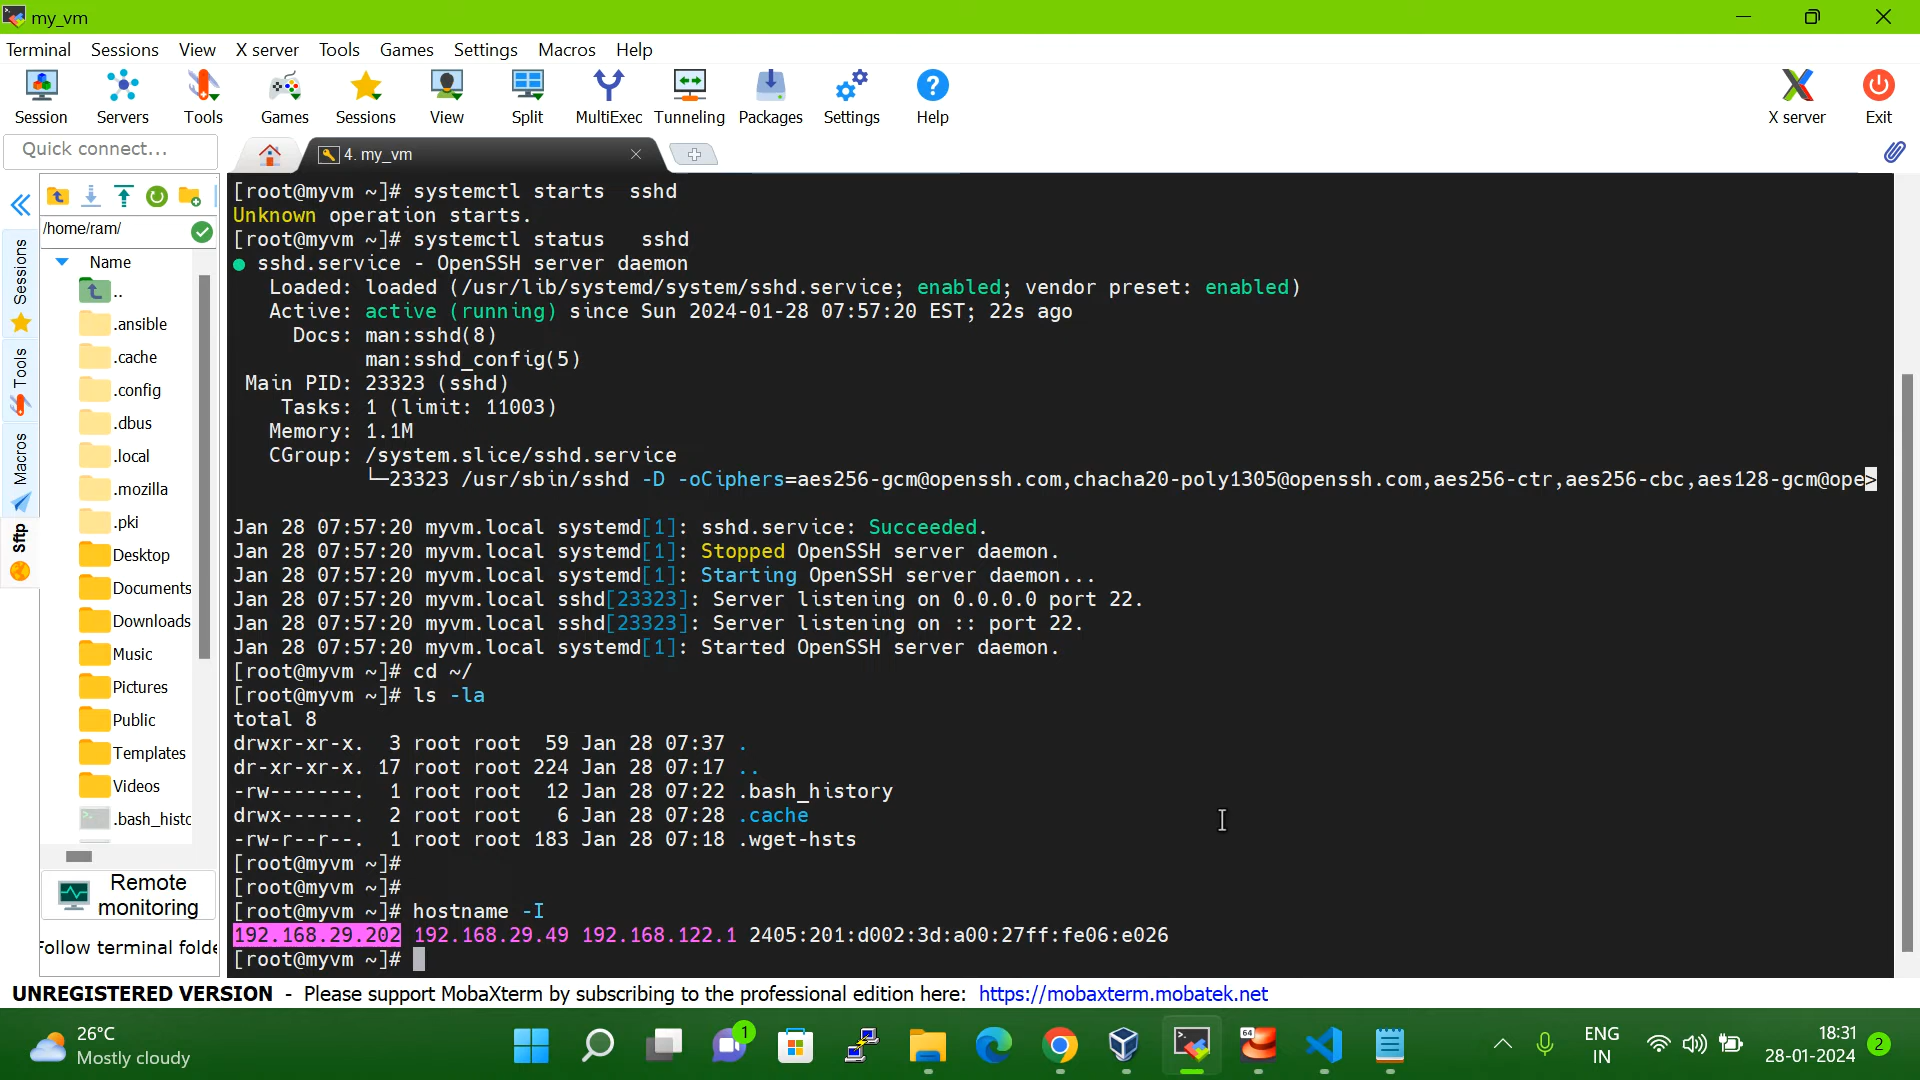 my_vm
Terminal Sessions View X server Tools Games Settings Macros Help
Session Servers Tools Games Sessions View Split MultiExec Tunneling Packages Settings Help X server Exit
Quick connect...
4. my_vm
/home/ram/
Name
..
.ansible
.cache
.config
.dbus
.local
.mozilla
.pki
Desktop
Documents
Downloads
Music
Pictures
Public
Templates
Videos
.bash_histo
Remote
monitoring
Follow terminal folde
Sessions
Tools
Macros
Sftp
[root@myvm ~]# systemctl starts  sshd
Unknown operation starts.
[root@myvm ~]# systemctl status   sshd
● sshd.service - OpenSSH server daemon
Loaded: loaded (/usr/lib/systemd/system/sshd.service; enabled; vendor preset: enabled)
Active: active (running) since Sun 2024-01-28 07:57:20 EST; 22s ago
Docs: man:sshd(8)
man:sshd_config(5)
Main PID: 23323 (sshd)
Tasks: 1 (limit: 11003)
Memory: 1.1M
CGroup: /system.slice/sshd.service
└─23323 /usr/sbin/sshd -D -oCiphers=aes256-gcm@openssh.com,chacha20-poly1305@openssh.com,aes256-ctr,aes256-cbc,aes128-gcm@ope>
Jan 28 07:57:20 myvm.local systemd[1]: sshd.service: Succeeded.
Jan 28 07:57:20 myvm.local systemd[1]: Stopped OpenSSH server daemon.
Jan 28 07:57:20 myvm.local systemd[1]: Starting OpenSSH server daemon...
Jan 28 07:57:20 myvm.local sshd[23323]: Server listening on 0.0.0.0 port 22.
Jan 28 07:57:20 myvm.local sshd[23323]: Server listening on :: port 22.
Jan 28 07:57:20 myvm.local systemd[1]: Started OpenSSH server daemon.
[root@myvm ~]# cd ~/
[root@myvm ~]# ls -la
total 8
drwxr-xr-x.  3 root root  59 Jan 28 07:37 .
dr-xr-xr-x. 17 root root 224 Jan 28 07:17 ..
-rw-------.  1 root root  12 Jan 28 07:22 .bash_history
drwx------.  2 root root   6 Jan 28 07:28 .cache
-rw-r--r--.  1 root root 183 Jan 28 07:18 .wget-hsts
[root@myvm ~]#
[root@myvm ~]#
[root@myvm ~]# hostname -I
192.168.29.202 192.168.29.49 192.168.122.1 2405:201:d002:3d:a00:27ff:fe06:e026
[root@myvm ~]#
UNREGISTERED VERSION - Please support MobaXterm by subscribing to the professional edition here: https://mobaxterm.mobatek.net
26°C
Mostly cloudy
1
64
ENG
IN
18:31
28-01-2024
2